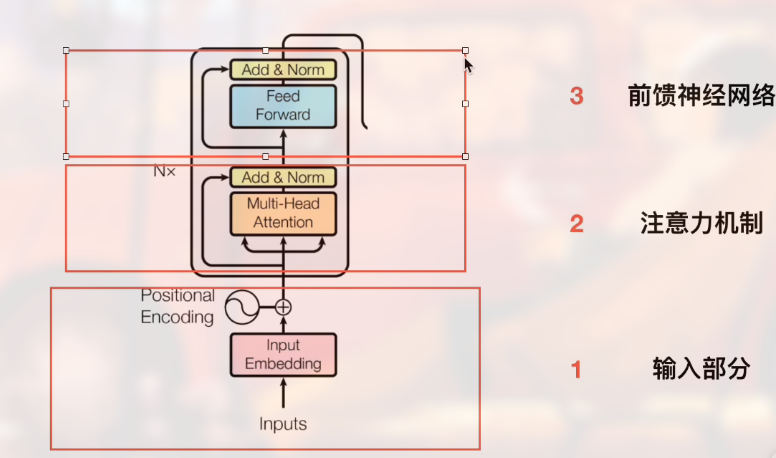 Add & Norm
Feed
Forward
3 前馈神经网络
N×
Add & Norm
Multi-Head
Attention
2 注意力机制
Positional
Encoding
Input
Embedding
1 输入部分
Inputs